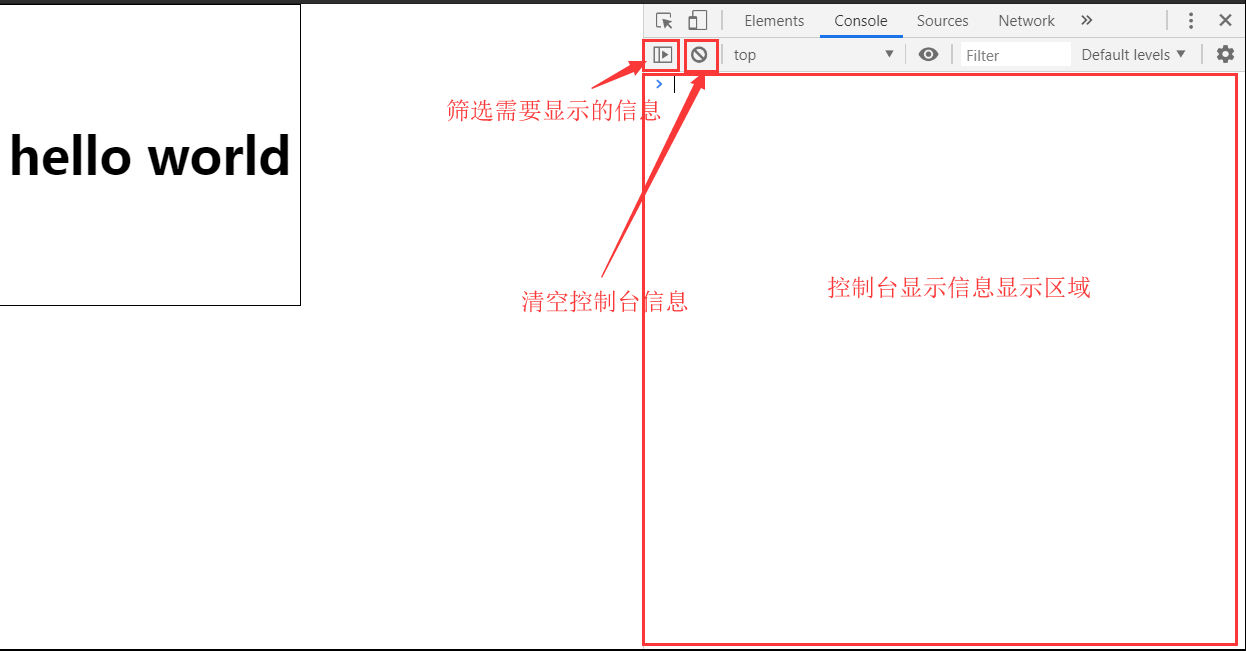 Elements Console Sources Network
top Filter Default levels
筛选需要显示的信息
hello world
清空控制台信息
控制台显示信息显示区域